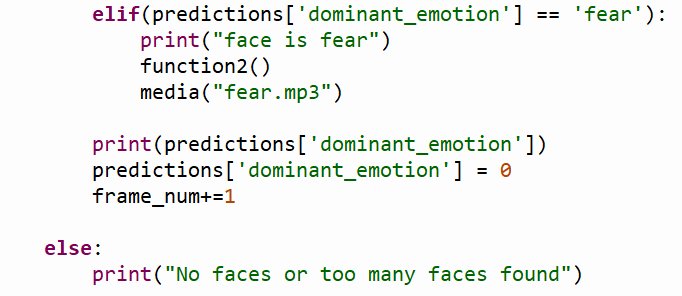 elif(predictions['dominant_emotion'] == 'fear'):
print("face is fear")
function2()
media("fear.mp3")
print(predictions['dominant_emotion'])
predictions['dominant_emotion'] = 0
frame_num+=1
else:
print("No faces or too many faces found")